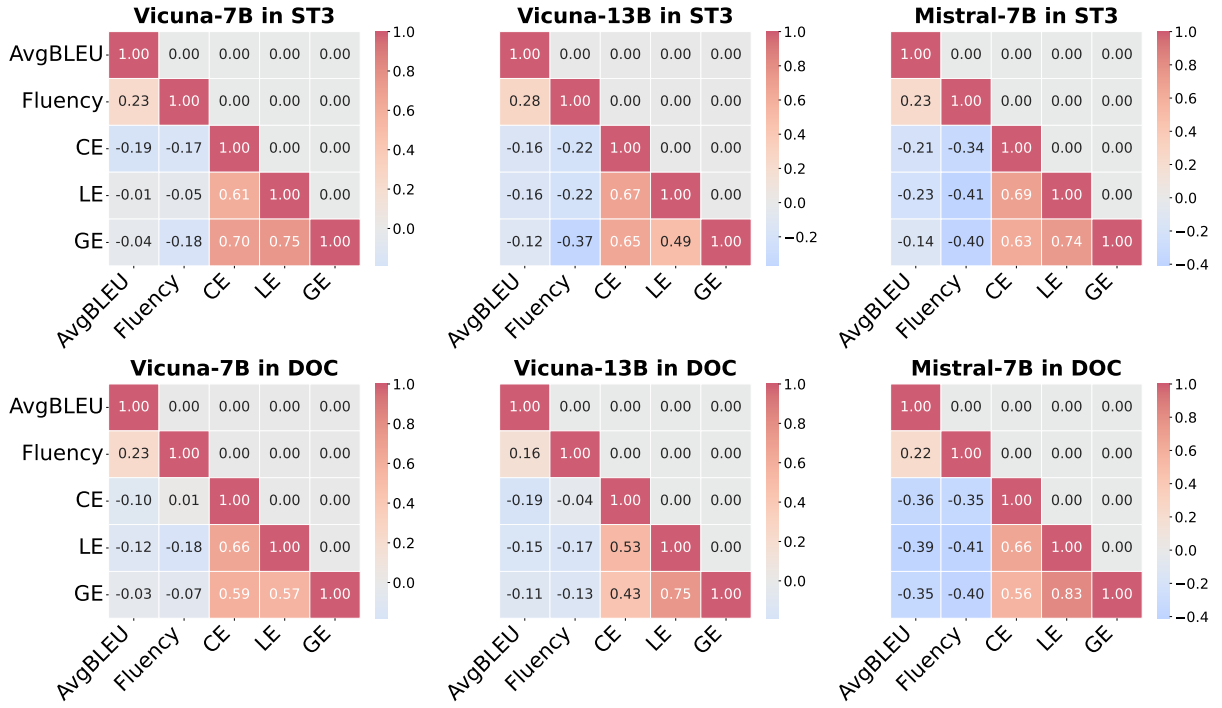 Vicuna-7B in ST3
AvgBLEU 1.00 0.00 0.00 0.00 0.00
Fluency 0.23 1.00 0.00 0.00 0.00
CE -0.19 -0.17 1.00 0.00 0.00
LE -0.01 -0.05 0.61 1.00 0.00
GE -0.04 -0.18 0.70 0.75 1.00
AvgBLEU Fluency CE LE GE
1.0
0.8
0.6
0.4
0.2
0.0
Vicuna-13B in ST3
1.00 0.00 0.00 0.00 0.00
0.28 1.00 0.00 0.00 0.00
-0.16 -0.22 1.00 0.00 0.00
-0.16 -0.22 0.67 1.00 0.00
-0.12 -0.37 0.65 0.49 1.00
AvgBLEU Fluency CE LE GE
1.0
0.8
0.6
0.4
0.2
0.0
−0.2
Mistral-7B in ST3
1.00 0.00 0.00 0.00 0.00
0.23 1.00 0.00 0.00 0.00
-0.21 -0.34 1.00 0.00 0.00
-0.23 -0.41 0.69 1.00 0.00
-0.14 -0.40 0.63 0.74 1.00
AvgBLEU Fluency CE LE GE
1.0
0.8
0.6
0.4
0.2
0.0
−0.2
−0.4
Vicuna-7B in DOC
AvgBLEU 1.00 0.00 0.00 0.00 0.00
Fluency 0.23 1.00 0.00 0.00 0.00
CE -0.10 0.01 1.00 0.00 0.00
LE -0.12 -0.18 0.66 1.00 0.00
GE -0.03 -0.07 0.59 0.57 1.00
AvgBLEU Fluency CE LE GE
1.0
0.8
0.6
0.4
0.2
0.0
Vicuna-13B in DOC
1.00 0.00 0.00 0.00 0.00
0.16 1.00 0.00 0.00 0.00
-0.19 -0.04 1.00 0.00 0.00
-0.15 -0.17 0.53 1.00 0.00
-0.11 -0.13 0.43 0.75 1.00
AvgBLEU Fluency CE LE GE
1.0
0.8
0.6
0.4
0.2
0.0
Mistral-7B in DOC
1.00 0.00 0.00 0.00 0.00
0.22 1.00 0.00 0.00 0.00
-0.36 -0.35 1.00 0.00 0.00
-0.39 -0.41 0.66 1.00 0.00
-0.35 -0.40 0.56 0.83 1.00
AvgBLEU Fluency CE LE GE
1.0
0.8
0.6
0.4
0.2
0.0
−0.2
−0.4